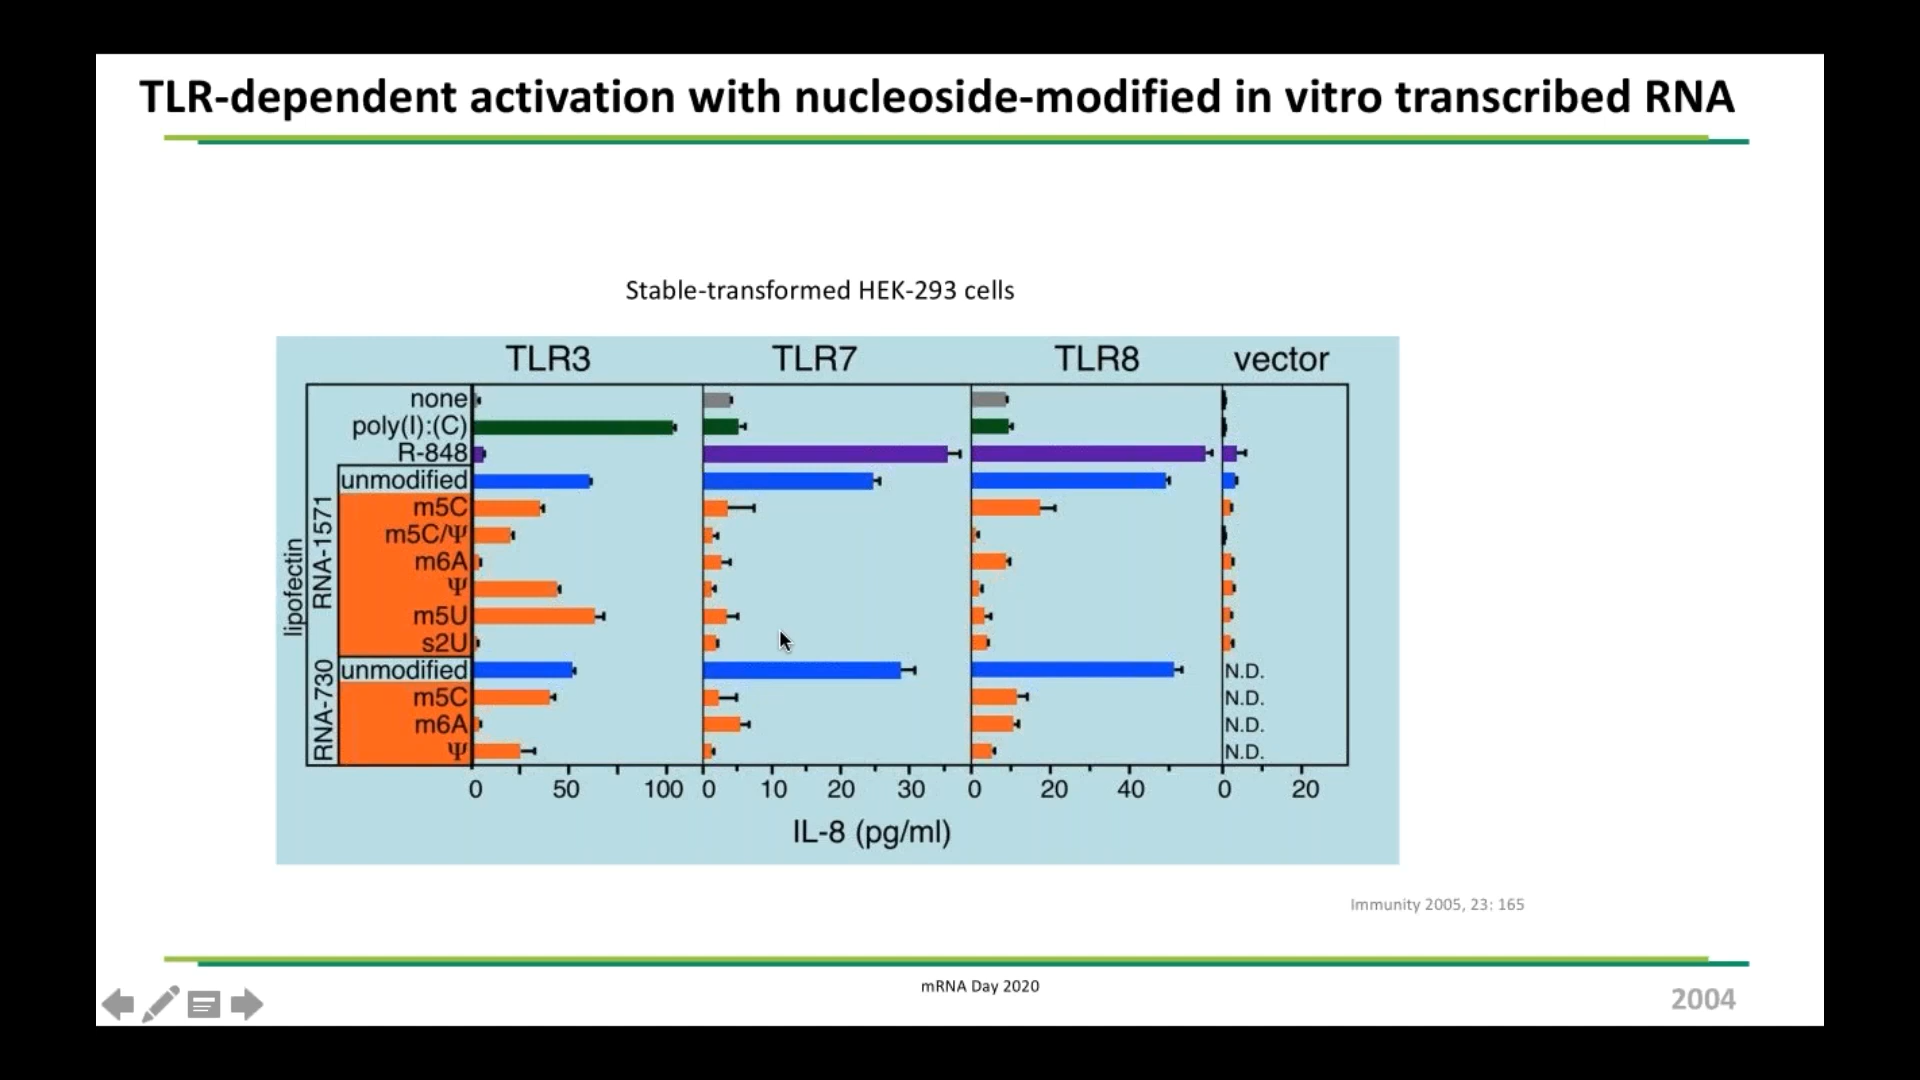 TLR-dependent activation with nucleoside-modified in vitro transcribed RNA
Stable-transformed HEK-293 cells
TLR3 TLR7 TLR8 vector
lipofectin
none
poly(I):(C)
R-848
RNA-1571
unmodified
m5C
m5C/Ψ
m6A
Ψ
m5U
s2U
RNA-730
unmodified N.D.
m5C N.D.
m6A N.D.
Ψ N.D.
0 50 100 0 10 20 30 0 20 40 0 20
IL-8 (pg/ml)
Immunity 2005, 23: 165
mRNA Day 2020
2004